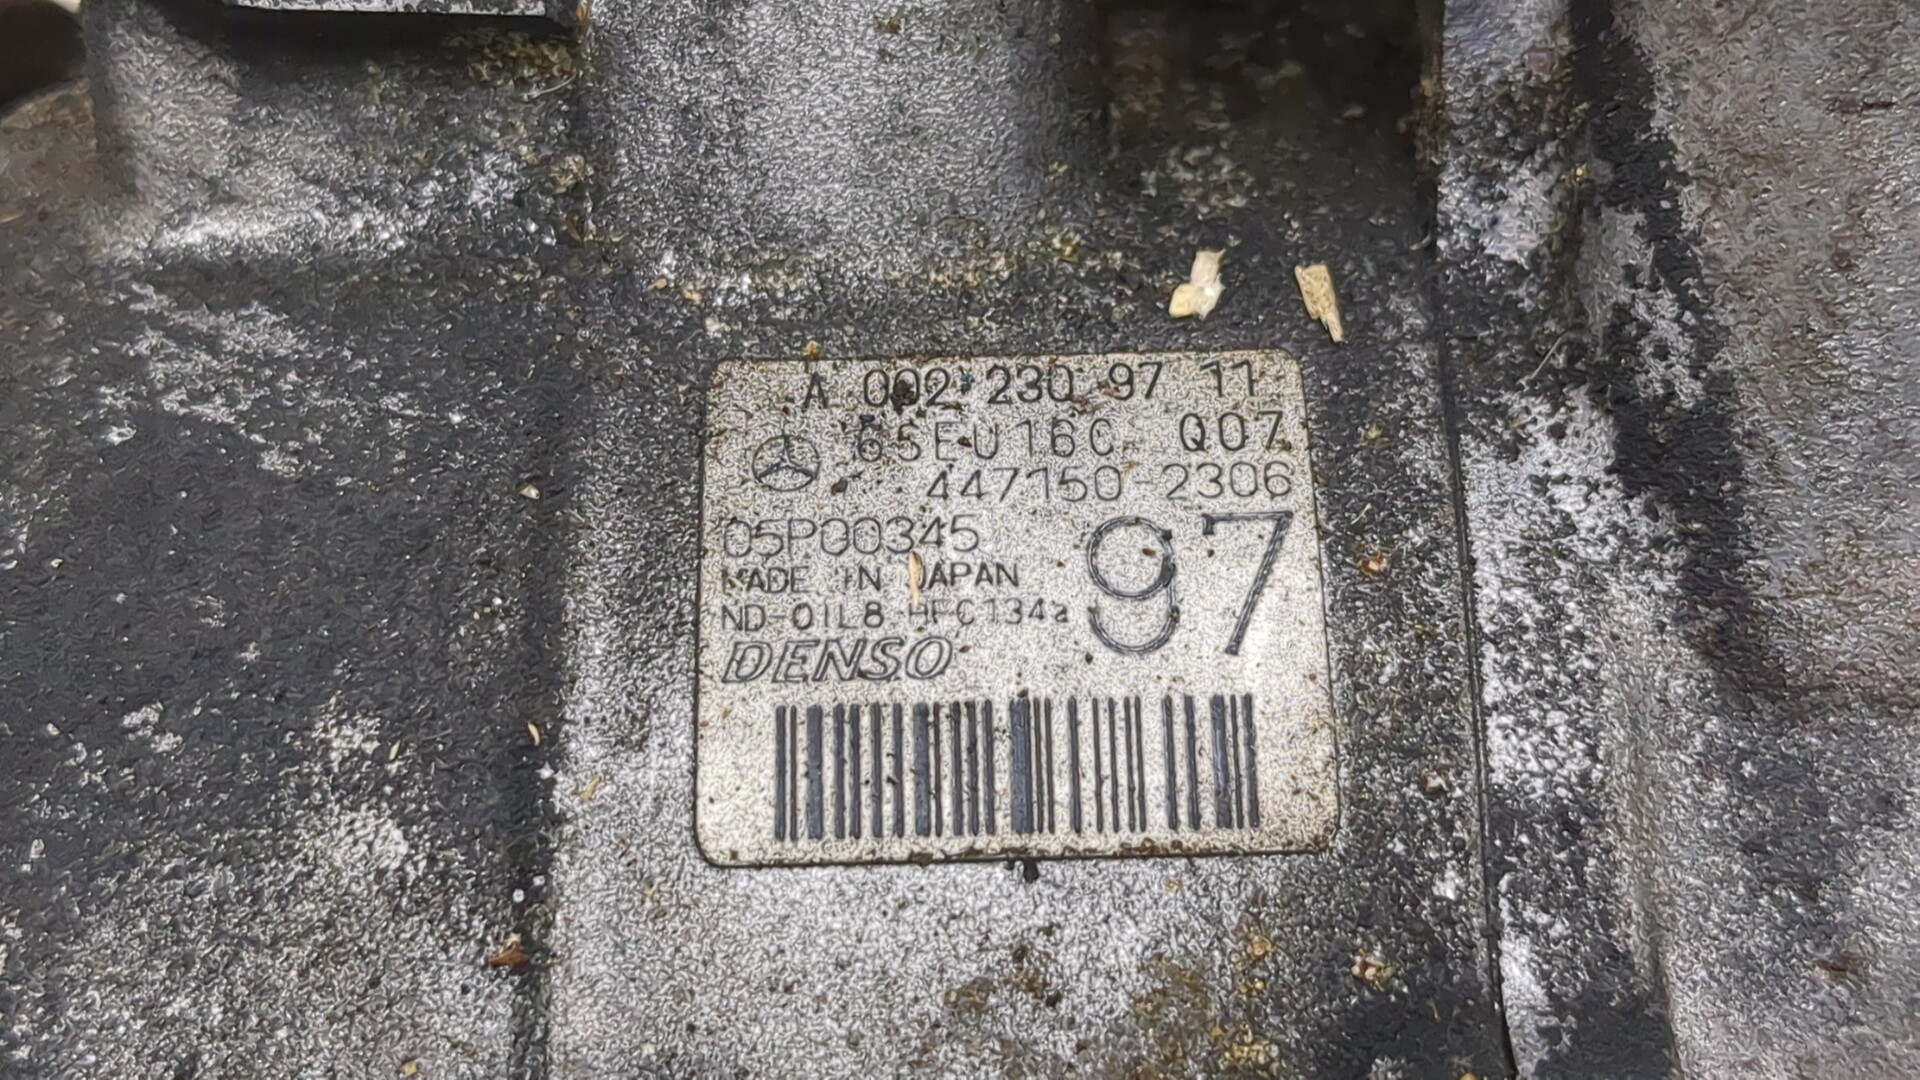 A 002 230 97 11
6SEU16C Q07
447150-2306
05P00345
97
MADE IN JAPAN
ND-OIL8 HFC134a
DENSO